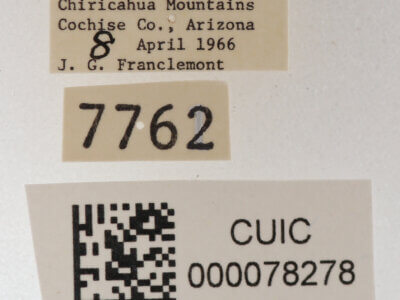 Chiricahua Mountains
Cochise Co., Arizona
8 April 1966
J. G. Franclemont
7762
CUIC
000078278